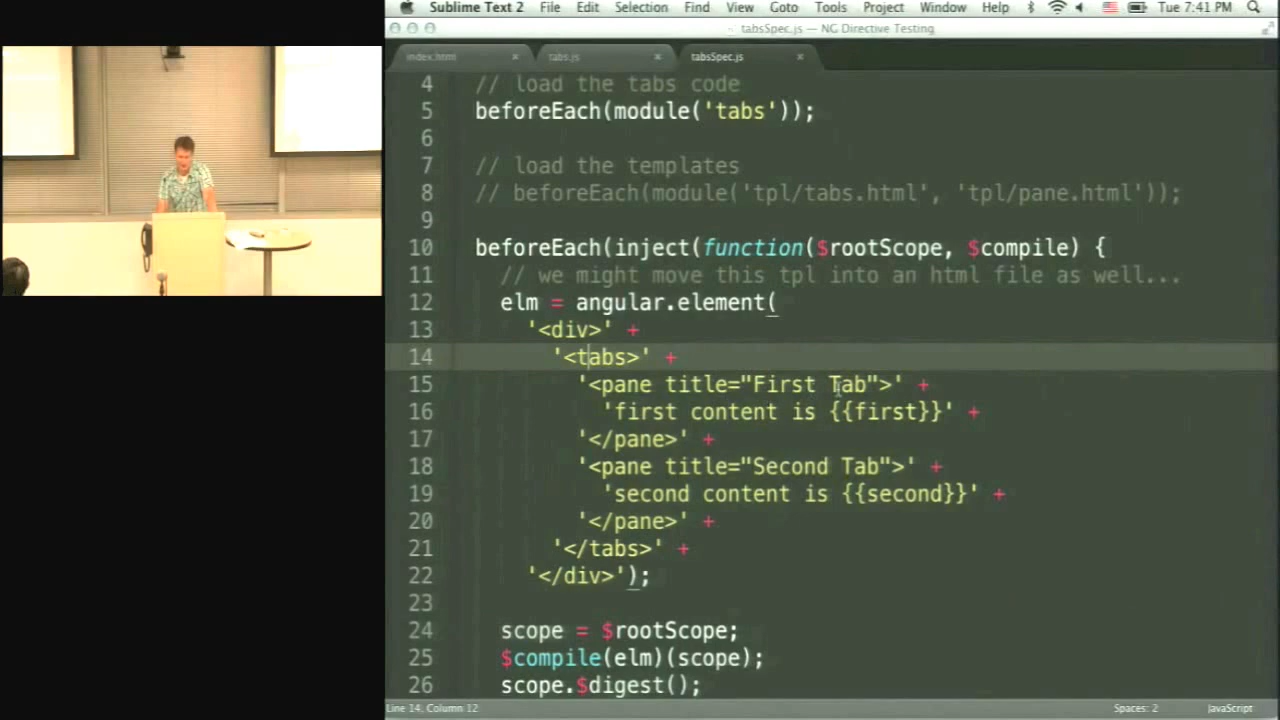 Sublime Text 2 File Edit Selection Find View Goto Tools Project Window Help Tue 7:41 PM
tabsSpec.js — NG Directive Testing
index.html × tabs.js × tabsSpec.js ×
4 // load the tabs code
5 beforeEach(module('tabs'));
6
7 // load the templates
8 // beforeEach(module('tpl/tabs.html', 'tpl/pane.html'));
9
10 beforeEach(inject(function($rootScope, $compile) {
11 // we might move this tpl into an html file as well...
12 elm = angular.element(
13 '<div>' +
14 '<tabs>' +
15 '<pane title="First Tab">' +
16 'first content is {{first}}' +
17 '</pane>' +
18 '<pane title="Second Tab">' +
19 'second content is {{second}}' +
20 '</pane>' +
21 '</tabs>' +
22 '</div>');
23
24 scope = $rootScope;
25 $compile(elm)(scope);
26 scope.$digest();
Line 14, Column 12 Spaces: 2 JavaScript